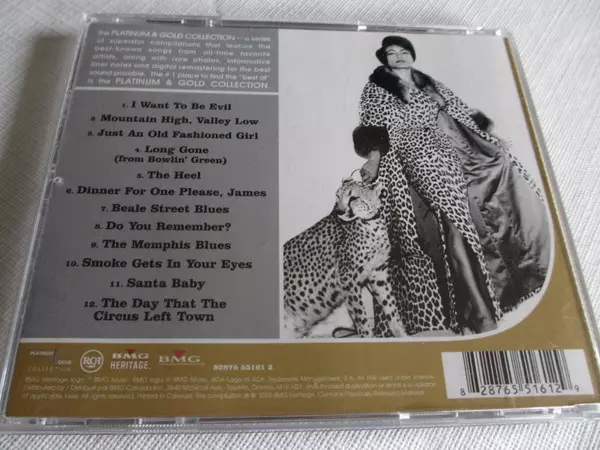 the PLATINUM & GOLD COLLECTION—a series
of superstar compilations that feature the
best-known songs from all-time favorite
artists, along with rare photos, informative
liner notes and digital remastering for the best
sound possible. The #1 place to find the "best of"
is the PLATINUM & GOLD COLLECTION.
1. I Want To Be Evil
2. Mountain High, Valley Low
3. Just An Old Fashioned Girl
4. Long Gone
(from Bowlin' Green)
5. The Heel
6. Dinner For One Please, James
7. Beale Street Blues
8. Do You Remember?
9. The Memphis Blues
10. Smoke Gets In Your Eyes
11. Santa Baby
12. The Day That The
Circus Left Town
PLATINUM
GOLD
COLLECTION
RCA
BMG
HERITAGE.
BMG
82876 55161 2
8 28765 51612 9